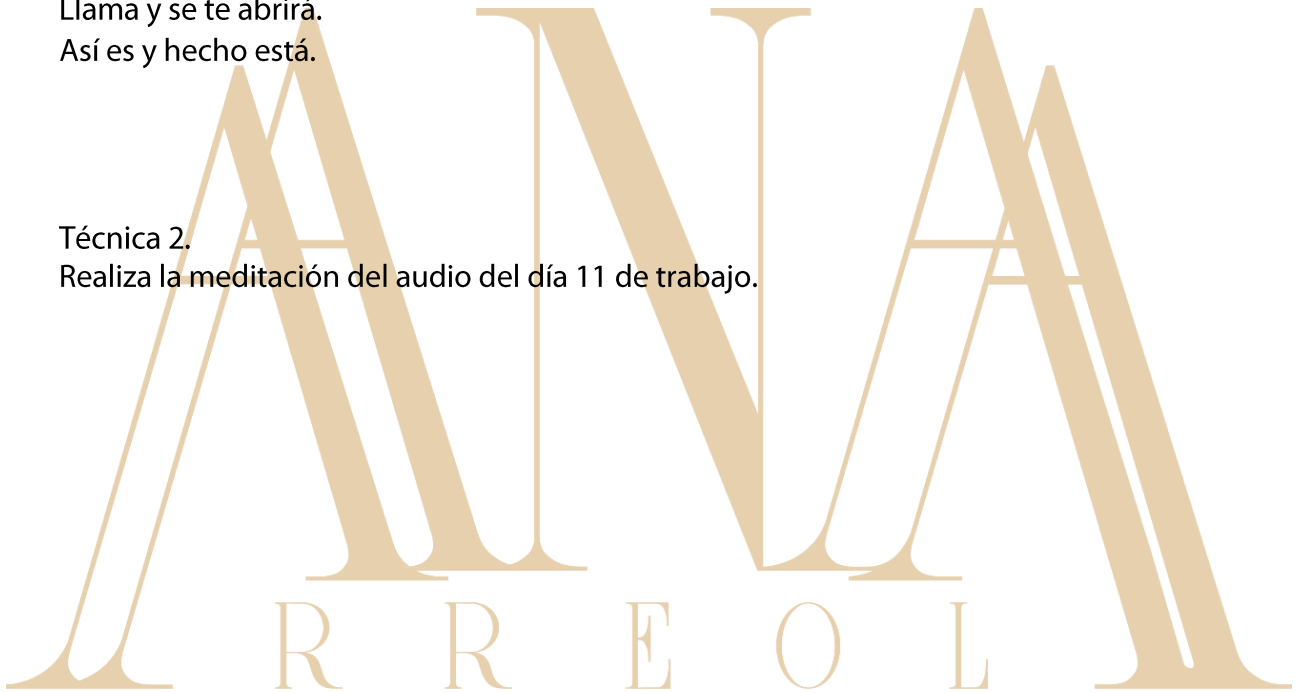 Llama y se te abrirá.
Así es y hecho está.
Técnica 2.
Realiza la meditación del audio del día 11 de trabajo.
ANA
ARREOLA